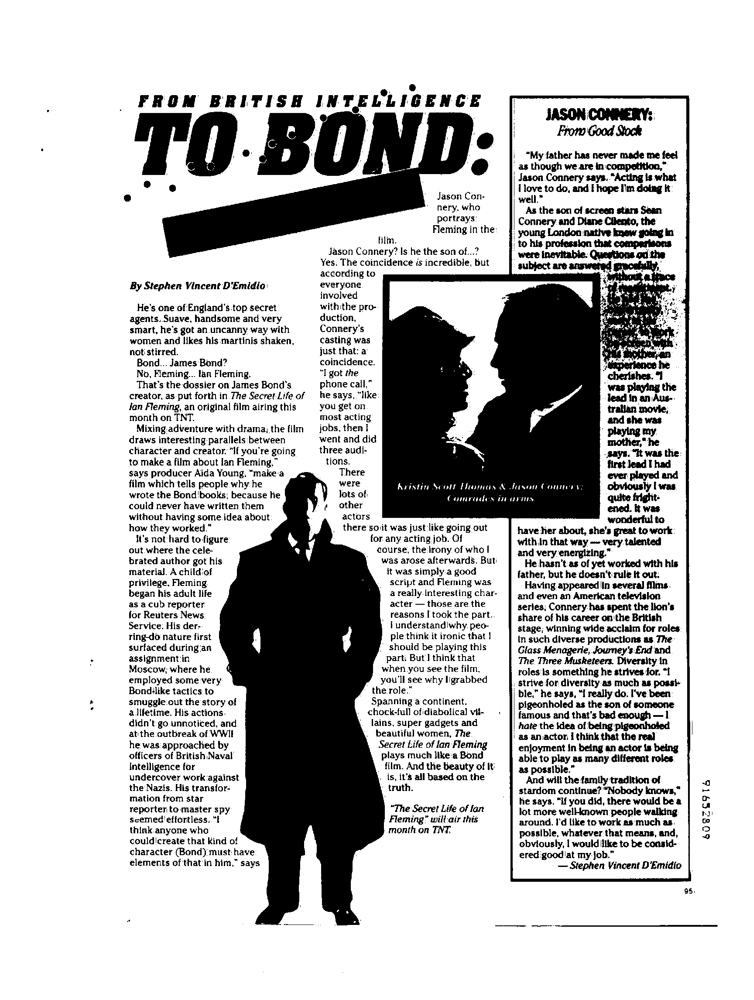 FROM BRITISH INTELLIGENCE
TO BOND:
By Stephen Vincent D'Emidio
He's one of England's top secret
agents. Suave, handsome and very
smart, he's got an uncanny way with
women and likes his martinis shaken,
not stirred.
Bond... James Bond?
No, Fleming... Ian Fleming.
That's the dossier on James Bond's
creator, as put forth in The Secret Life of
Ian Fleming, an original film airing this
month on TNT.
Mixing adventure with drama, the film
draws interesting parallels between
character and creator. "If you're going
to make a film about Ian Fleming,"
says producer Aida Young, "make a
film which tells people why he
wrote the Bond books, because he
could never have written them
without having some idea about
how they worked."
It's not hard to figure
out where the cele-
brated author got his
material. A child of
privilege, Fleming
began his adult life
as a cub reporter
for Reuters News
Service. His der-
ring-do nature first
surfaced during an
assignment in
Moscow, where he
employed some very
Bond-like tactics to
smuggle out the story of
a lifetime. His actions
didn't go unnoticed, and
at the outbreak of WWII
he was approached by
officers of British Naval
Intelligence for
undercover work against
the Nazis. His transfor-
mation from star
reporter to master spy
seemed effortless. "I
think anyone who
could create that kind of
character (Bond) must have
elements of that in him," says
Jason Con-
nery, who
portrays
Fleming in the
film.
Jason Connery? Is he the son of...?
Yes. The coincidence is incredible, but
according to
everyone
involved
with the pro-
duction,
Connery's
casting was
just that: a
coincidence.
"I got the
phone call,"
he says, "like
you get on
most acting
jobs, then I
went and did
three audi-
tions.
There
were
lots of
other
actors
there so it was just like going out
for any acting job. Of
course, the irony of who I
was arose afterwards. But
it was simply a good
script and Fleming was
a really interesting char-
acter — those are the
reasons I took the part.
I understand why peo-
ple think it ironic that I
should be playing this
part. But I think that
when you see the film,
you'll see why I grabbed
the role."
Spanning a continent,
chock-full of diabolical vil-
lains, super gadgets and
beautiful women, The
Secret Life of Ian Fleming
plays much like a Bond
film. And the beauty of it
is, it's all based on the
truth.
"The Secret Life of Ian
Fleming" will air this
month on TNT.
Kristin Scott Thomas & Jason Connery:
Comrades in arms
JASON CONNERY:
From Good Stock
"My father has never made me feel
as though we are in competition,"
Jason Connery says. "Acting is what
I love to do, and I hope I'm doing it
well."
As the son of screen stars Sean
Connery and Diane Cilento, the
young London native knew going in
to his profession that comparisons
were inevitable. Questions on the
subject are answered gracefully,
without a trace
screen with
his mother, an
experience he
cherishes. "I
was playing the
lead in an Aus-
tralian movie,
and she was
playing my
mother," he
says. "It was the
first lead I had
ever played and
obviously I was
quite fright-
ened. It was
wonderful to
have her about, she's great to work
with in that way — very talented
and very energizing."
He hasn't as of yet worked with his
father, but he doesn't rule it out.
Having appeared in several films
and even an American television
series, Connery has spent the lion's
share of his career on the British
stage, winning wide acclaim for roles
in such diverse productions as The
Glass Menagerie, Journey's End and
The Three Musketeers. Diversity in
roles is something he strives for. "I
strive for diversity as much as possi-
ble," he says, "I really do. I've been
pigeonholed as the son of someone
famous and that's bad enough — I
hate the idea of being pigeonholed
as an actor. I think that the real
enjoyment in being an actor is being
able to play as many different roles
as possible."
And will the family tradition of
stardom continue? "Nobody knows,"
he says. "If you did, there would be a
lot more well-known people walking
around. I'd like to work as much as
possible, whatever that means, and,
obviously, I would like to be consid-
ered good at my job."
— Stephen Vincent D'Emidio
91652809
95